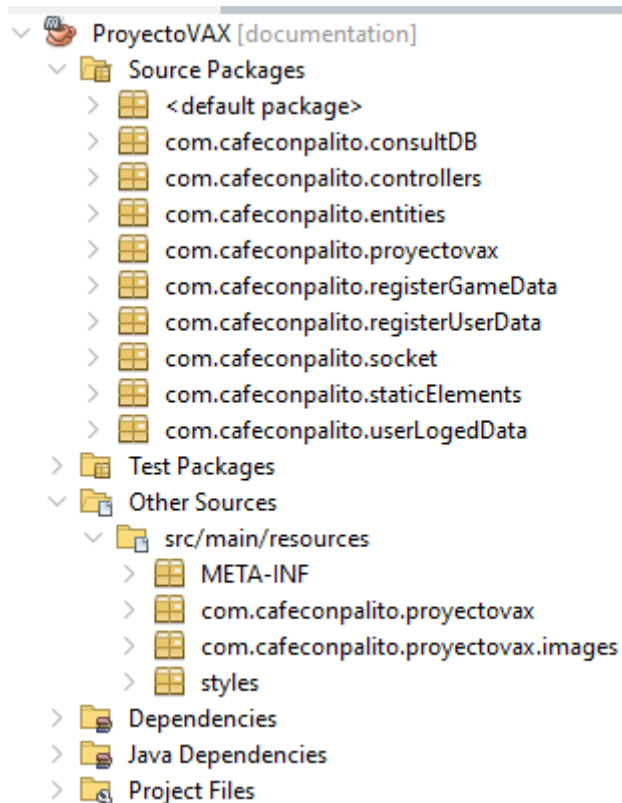 ProyectoVAX [documentation]
Source Packages
<default package>
com.cafeconpalito.consultDB
com.cafeconpalito.controllers
com.cafeconpalito.entities
com.cafeconpalito.proyectovax
com.cafeconpalito.registerGameData
com.cafeconpalito.registerUserData
com.cafeconpalito.socket
com.cafeconpalito.staticElements
com.cafeconpalito.userLogedData
Test Packages
Other Sources
src/main/resources
META-INF
com.cafeconpalito.proyectovax
com.cafeconpalito.proyectovax.images
styles
Dependencies
Java Dependencies
Project Files